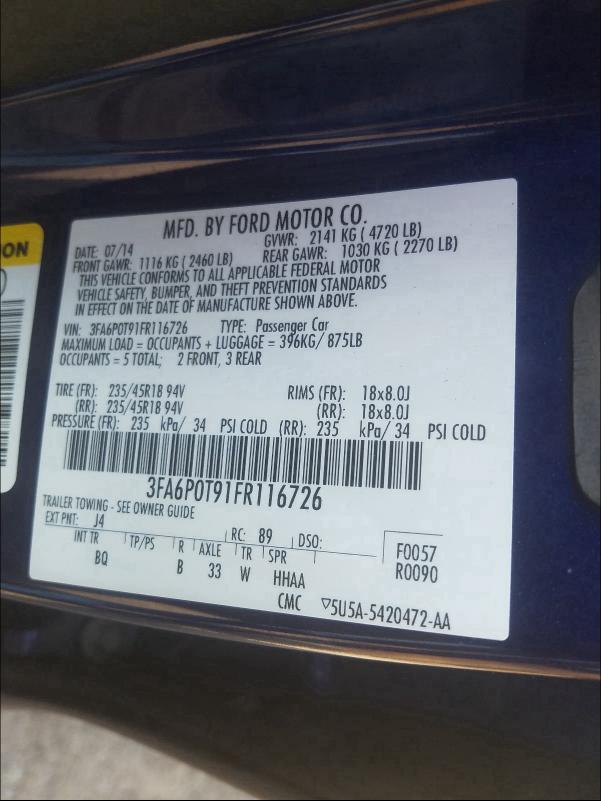 ION
MFD. BY FORD MOTOR CO.
DATE: 07/14 GVWR: 2141 KG ( 4720 LB)
FRONT GAWR: 1116 KG ( 2460 LB) REAR GAWR: 1030 KG ( 2270 LB)
THIS VEHICLE CONFORMS TO ALL APPLICABLE FEDERAL MOTOR
VEHICLE SAFETY, BUMPER, AND THEFT PREVENTION STANDARDS
IN EFFECT ON THE DATE OF MANUFACTURE SHOWN ABOVE.
VIN: 3FA6P0T91FR116726 TYPE: Passenger Car
MAXIMUM LOAD = OCCUPANTS + LUGGAGE = 396KG/ 875LB
OCCUPANTS = 5 TOTAL; 2 FRONT, 3 REAR
TIRE (FR): 235/45R18 94V RIMS (FR): 18x8.0J
(RR): 235/45R18 94V (RR): 18x8.0J
PRESSURE (FR): 235 kPa/ 34 PSI COLD (RR): 235 kPa/ 34 PSI COLD
3FA6P0T91FR116726
TRAILER TOWING - SEE OWNER GUIDE
EXT PNT: J4 RC: 89 DSO: F0057
INT TR TP/PS R AXLE TR SPR R0090
BQ B 33 W HHAA
CMC ▽5U5A-5420472-AA